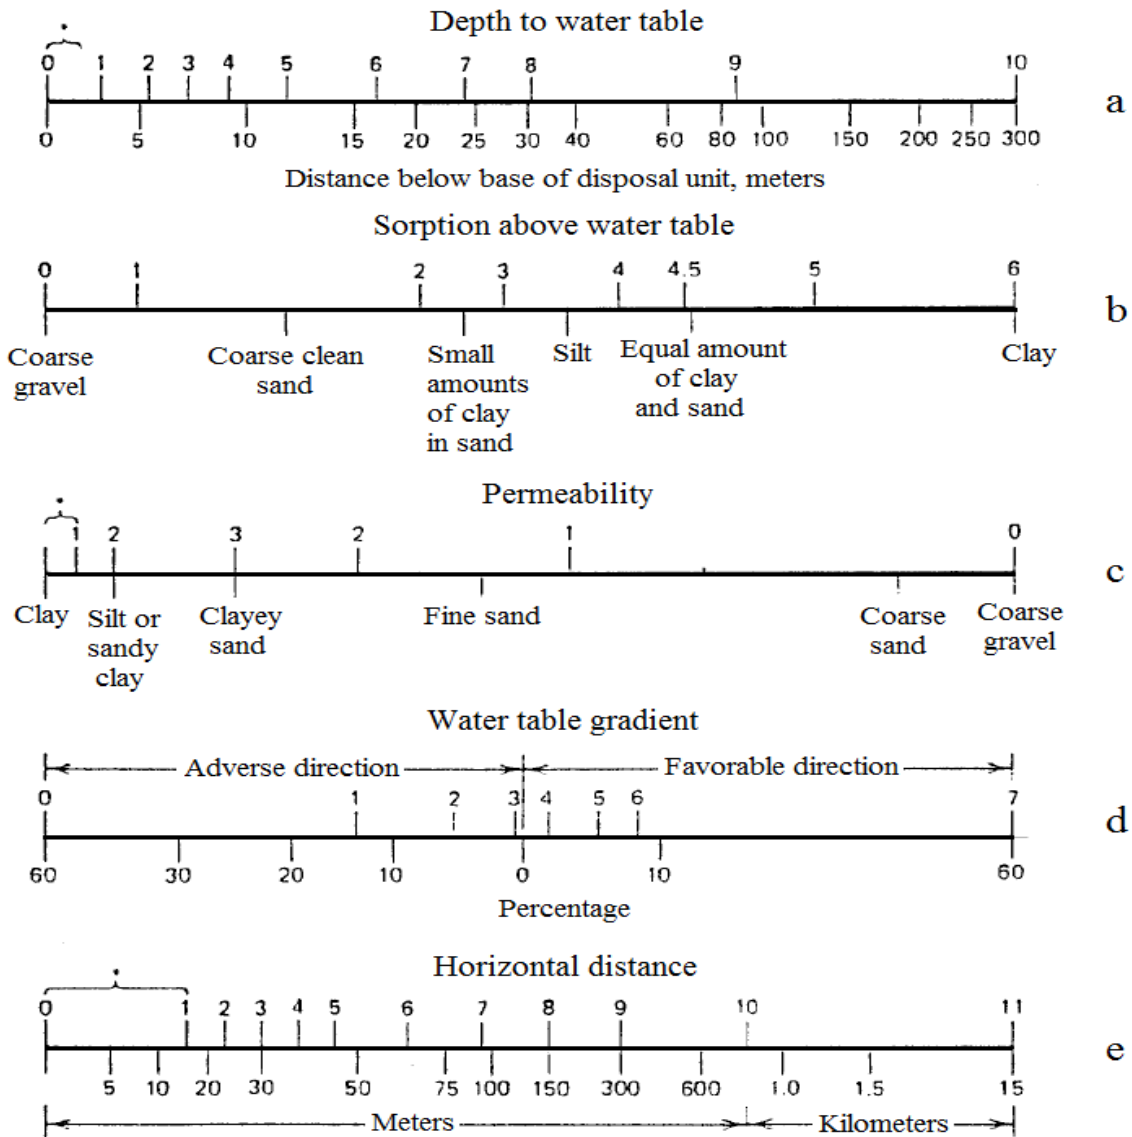 Depth to water table
*
0 1 2 3 4 5 6 7 8 9 10
a
0 5 10 15 20 25 30 40 60 80 100 150 200 250 300
Distance below base of disposal unit, meters
Sorption above water table
0 1 2 3 4 4.5 5 6
b
Coarse gravel
Coarse clean sand
Small amounts of clay in sand
Silt
Equal amount of clay and sand
Clay
Permeability
*
1 2 3 2 1 0
c
Clay
Silt or sandy clay
Clayey sand
Fine sand
Coarse sand
Coarse gravel
Water table gradient
Adverse direction Favorable direction
0 1 2 3 4 5 6 7
d
60 30 20 10 0 10 60
Percentage
Horizontal distance
*
0 1 2 3 4 5 6 7 8 9 10 11
e
5 10 20 30 50 75 100 150 300 600 1.0 1.5 15
Meters Kilometers